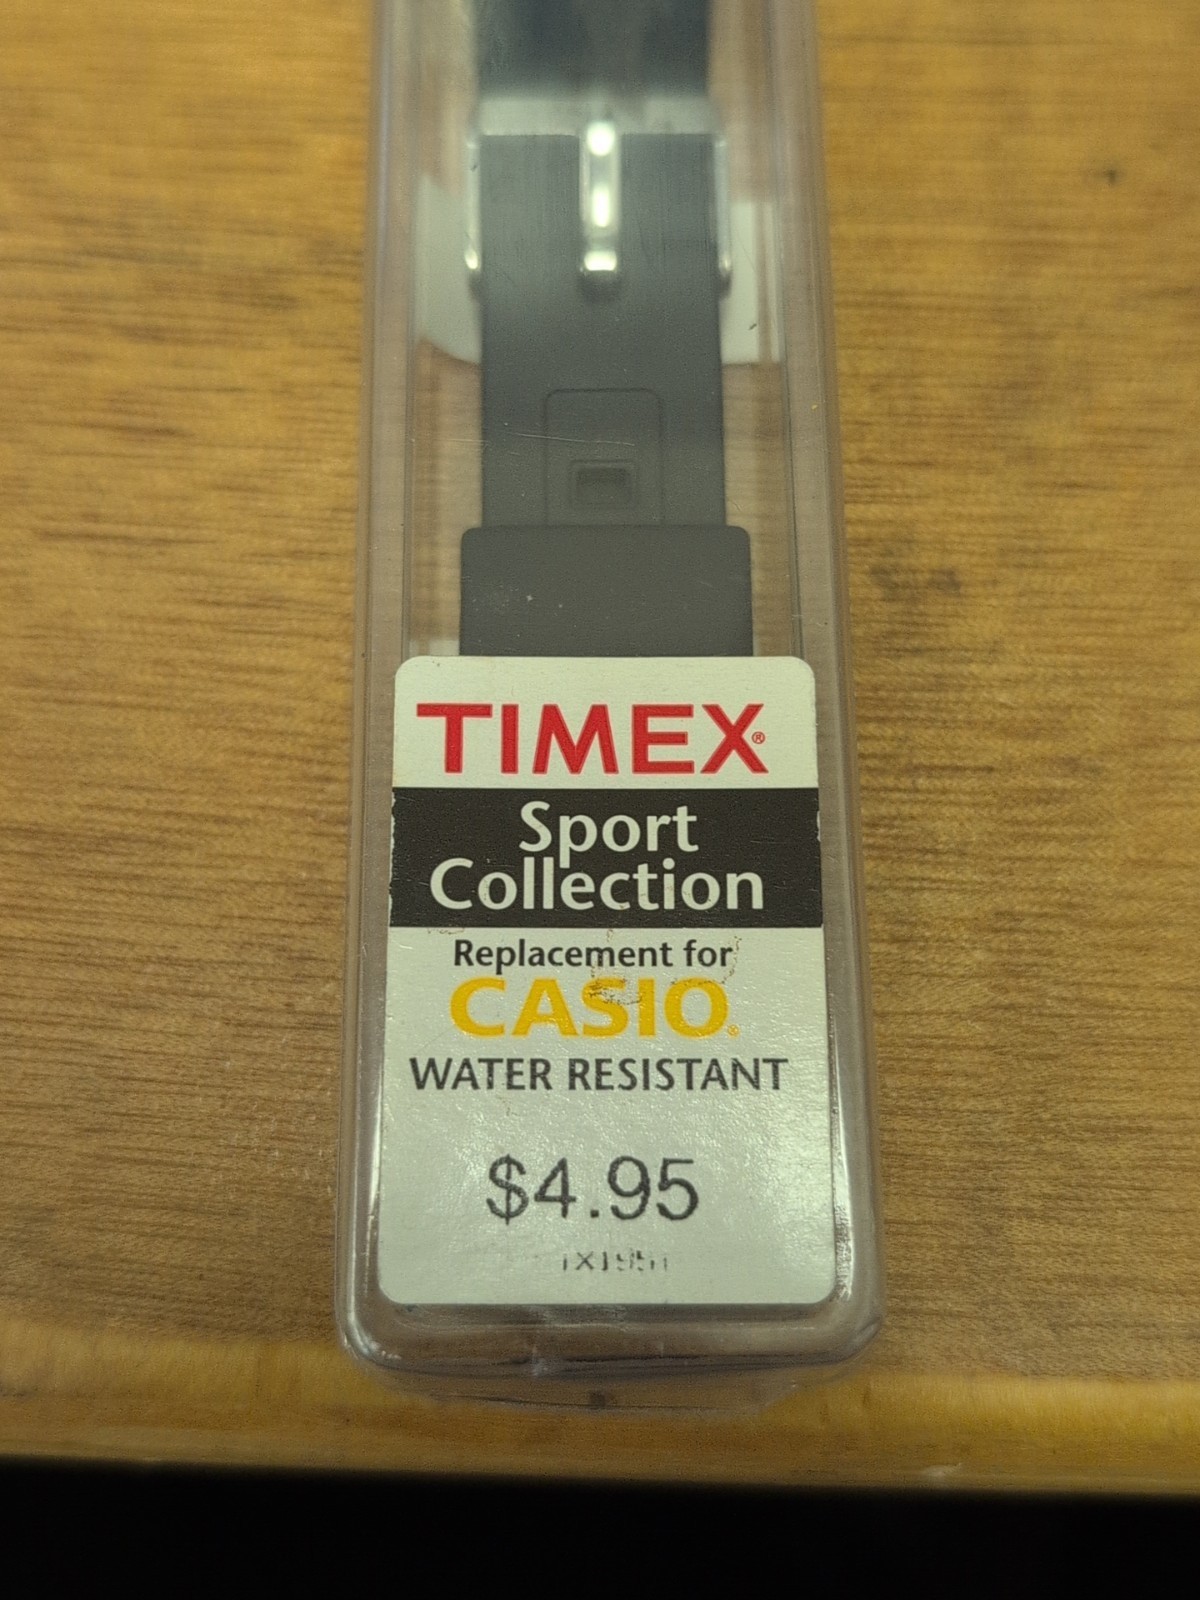 TIMEX®
Sport
Collection
Replacement for
CASIO®
WATER RESISTANT
$4.95